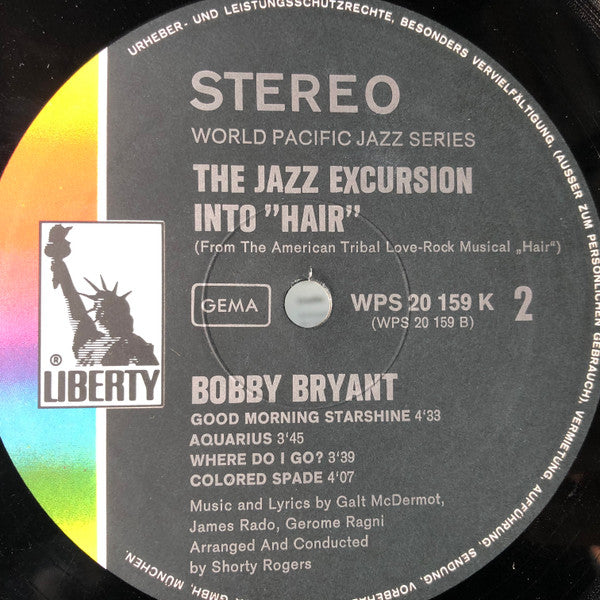 URHEBER- UND LEISTUNGSSCHUTZRECHTE, BESONDERS VERVIELFÄLTIGUNG, (AUSSER ZUM PERSÖNLICHEN GEBRAUCH), VERMIETUNG, AUFFÜHRUNG, SENDUNG, VORBEHA
GMBH, MÜNCHEN.
STEREO
WORLD PACIFIC JAZZ SERIES
THE JAZZ EXCURSION
INTO "HAIR"
(From The American Tribal Love-Rock Musical „Hair“)
GEMA
WPS 20 159 K 2
(WPS 20 159 B)
®
LIBERTY
BOBBY BRYANT
GOOD MORNING STARSHINE 4'33
AQUARIUS 3'45
WHERE DO I GO? 3'39
COLORED SPADE 4'07
Music and Lyrics by Galt McDermot,
James Rado, Gerome Ragni
Arranged And Conducted
by Shorty Rogers